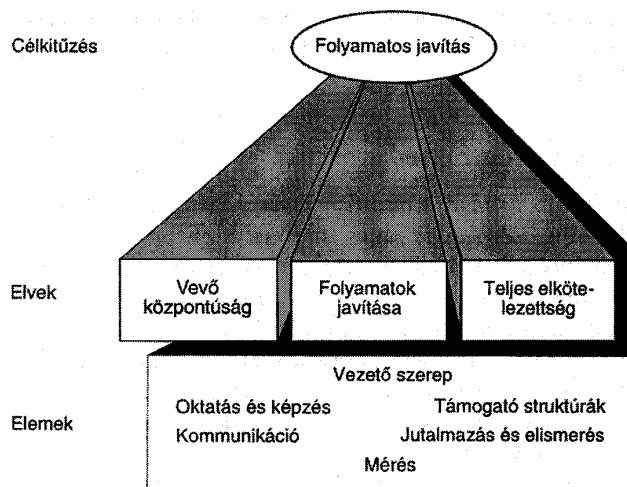 Célkitűzés
Folyamatos javítás
Elvek
Vevő
központúság
Folyamatok
javítása
Teljes elköte-
lezettség
Elemek
Vezető szerep
Oktatás és képzés
Támogató struktúrák
Kommunikáció
Jutalmazás és elismerés
Mérés